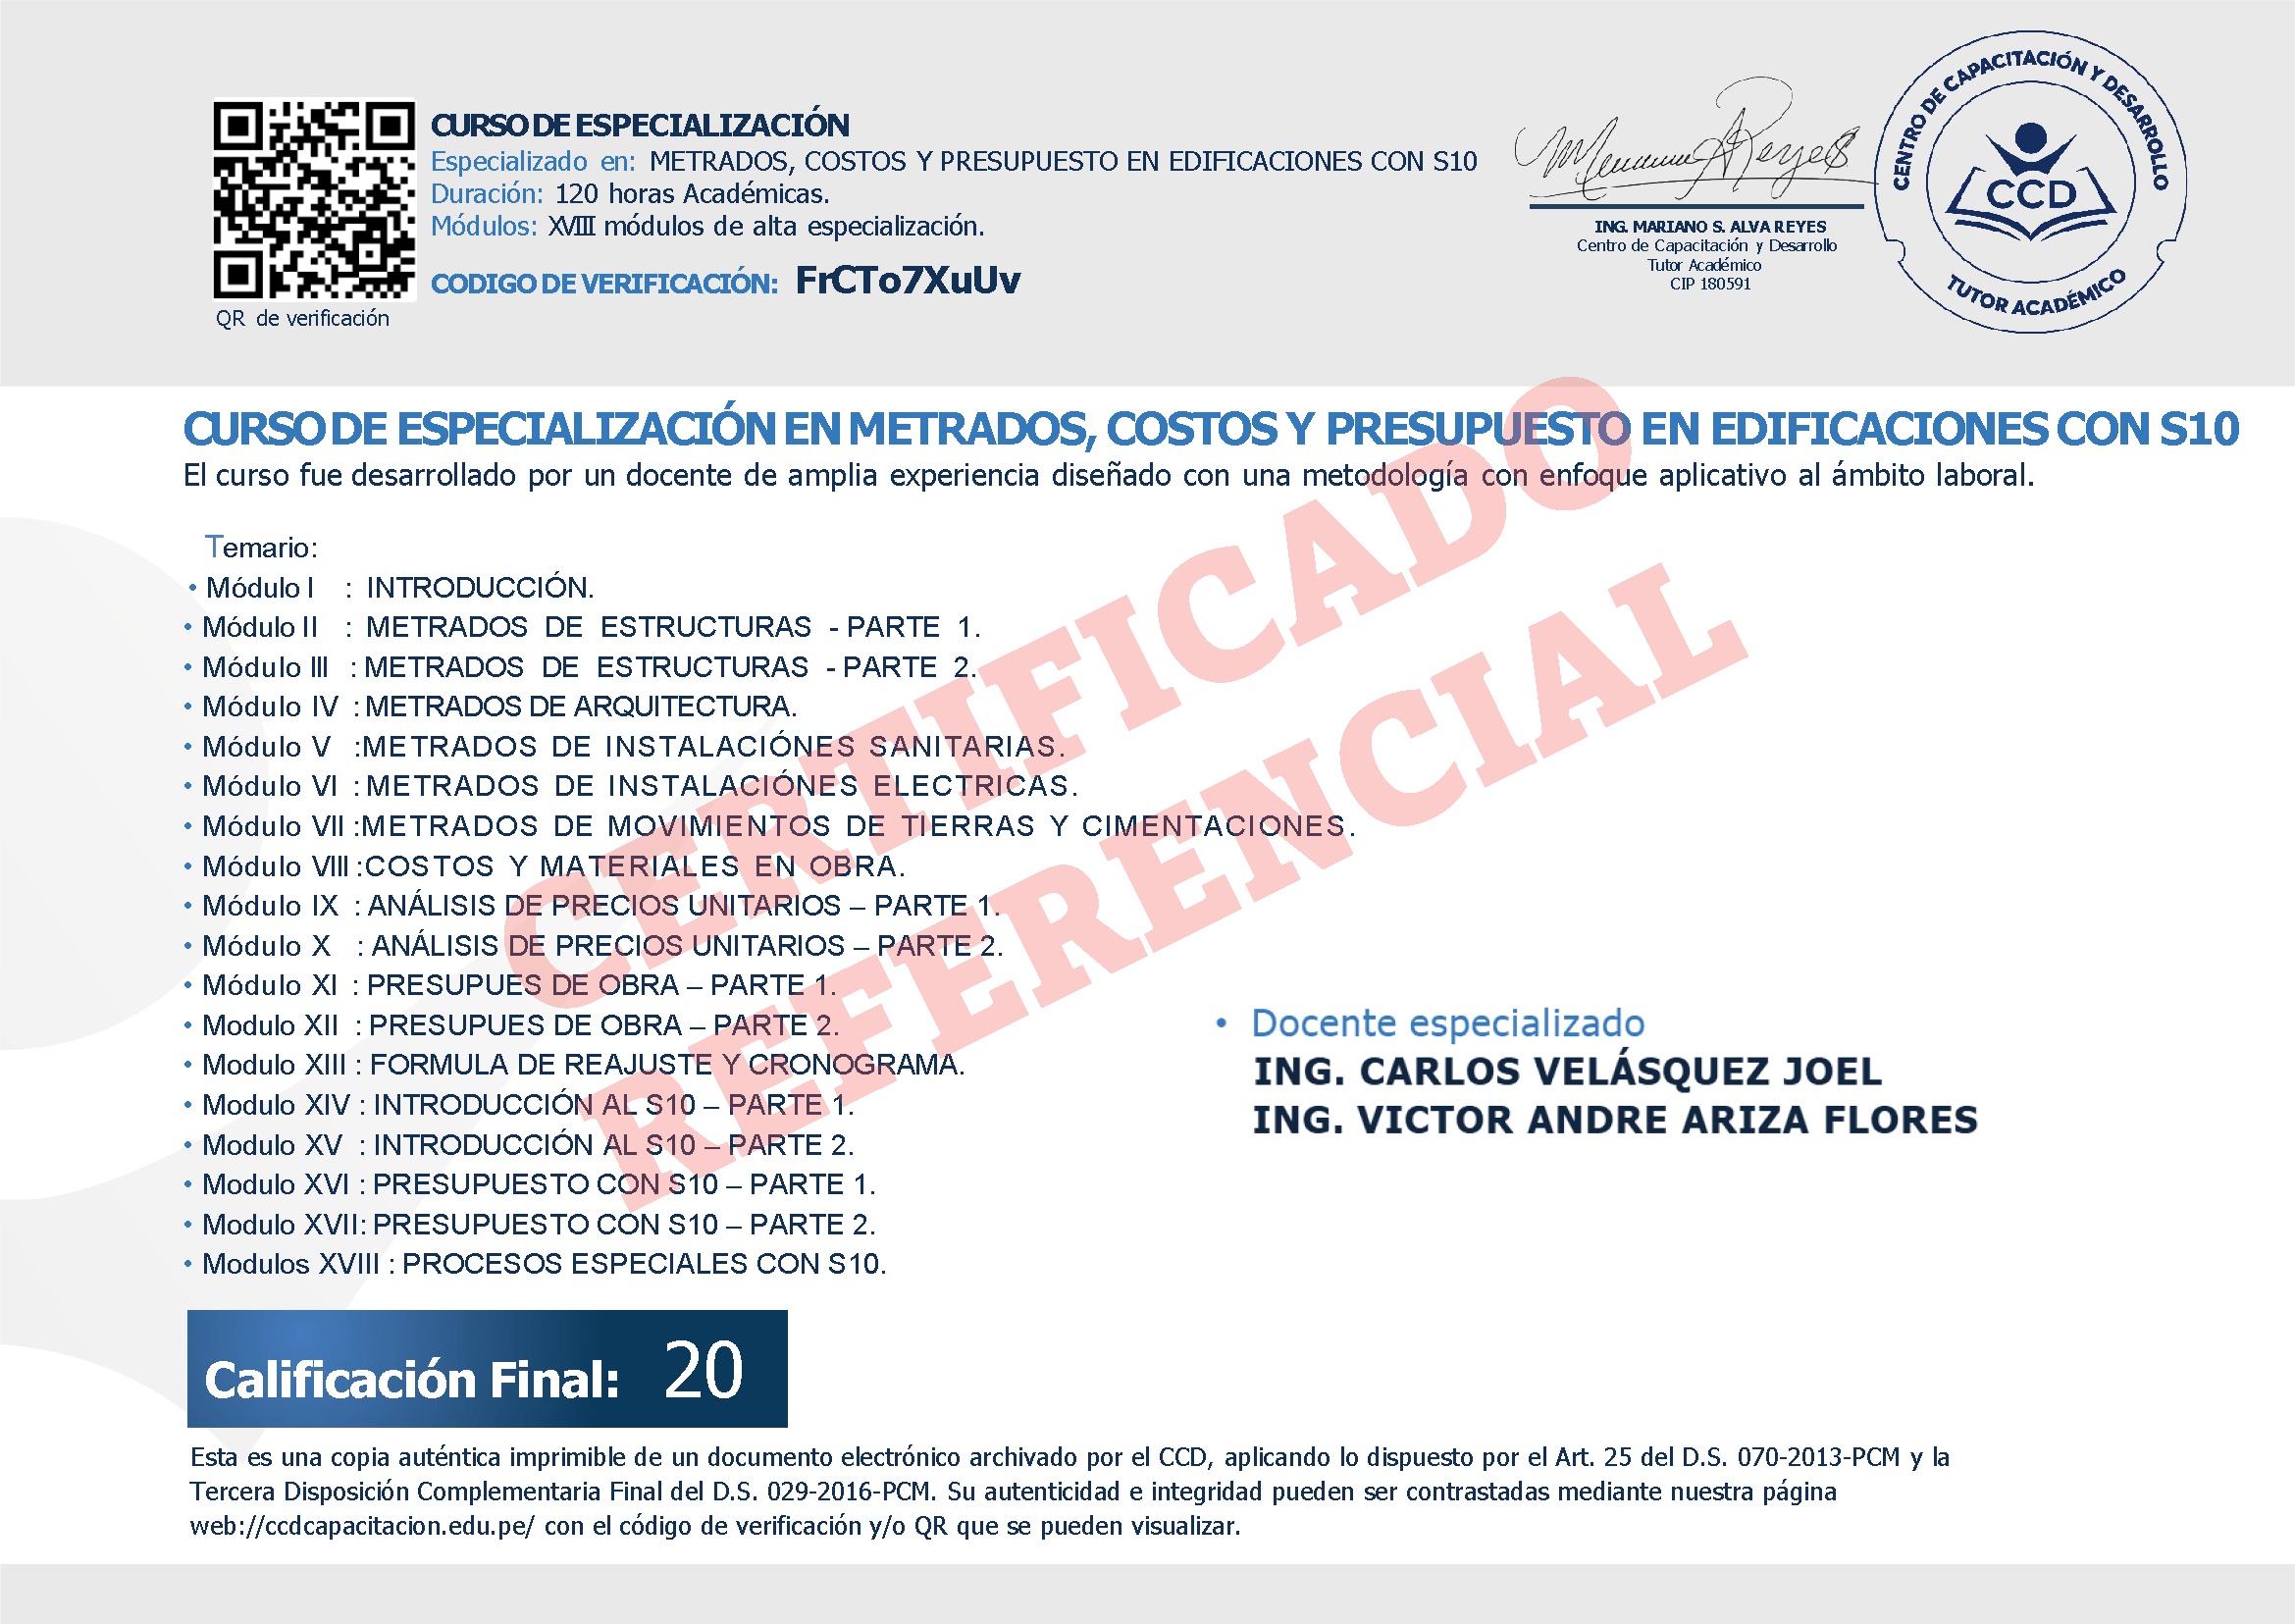 CURSO DE ESPECIALIZACIÓN
Especializado en: METRADOS, COSTOS Y PRESUPUESTO EN EDIFICACIONES CON S10
Duración: 120 horas Académicas.
Módulos: XVIII módulos de alta especialización.
CODIGO DE VERIFICACIÓN: FrCTo7XuUv
QR de verificación
ING. MARIANO S. ALVA REYES
Centro de Capacitación y Desarrollo
Tutor Académico
CIP 180591
CENTRO DE CAPACITACIÓN Y DESARROLLO
CCD
TUTOR ACADÉMICO
CURSO DE ESPECIALIZACIÓN EN METRADOS, COSTOS Y PRESUPUESTO EN EDIFICACIONES CON S10
El curso fue desarrollado por un docente de amplia experiencia diseñado con una metodología con enfoque aplicativo al ámbito laboral.
Temario:
• Módulo I : INTRODUCCIÓN.
• Módulo II : METRADOS DE ESTRUCTURAS - PARTE 1.
• Módulo III : METRADOS DE ESTRUCTURAS - PARTE 2.
• Módulo IV : METRADOS DE ARQUITECTURA.
• Módulo V :METRADOS DE INSTALACIÓNES SANITARIAS.
• Módulo VI :METRADOS DE INSTALACIÓNES ELECTRICAS.
• Módulo VII :METRADOS DE MOVIMIENTOS DE TIERRAS Y CIMENTACIONES.
• Módulo VIII :COSTOS Y MATERIALES EN OBRA.
• Módulo IX : ANÁLISIS DE PRECIOS UNITARIOS – PARTE 1.
• Módulo X : ANÁLISIS DE PRECIOS UNITARIOS – PARTE 2.
• Módulo XI : PRESUPUES DE OBRA – PARTE 1.
• Modulo XII : PRESUPUES DE OBRA – PARTE 2.
• Modulo XIII : FORMULA DE REAJUSTE Y CRONOGRAMA.
• Modulo XIV : INTRODUCCIÓN AL S10 – PARTE 1.
• Modulo XV : INTRODUCCIÓN AL S10 – PARTE 2.
• Modulo XVI : PRESUPUESTO CON S10 – PARTE 1.
• Modulo XVII: PRESUPUESTO CON S10 – PARTE 2.
• Modulos XVIII : PROCESOS ESPECIALES CON S10.
CERTIFICADO
REFERENCIAL
• Docente especializado
ING. CARLOS VELÁSQUEZ JOEL
ING. VICTOR ANDRE ARIZA FLORES
Calificación Final: 20
Esta es una copia auténtica imprimible de un documento electrónico archivado por el CCD, aplicando lo dispuesto por el Art. 25 del D.S. 070-2013-PCM y la
Tercera Disposición Complementaria Final del D.S. 029-2016-PCM. Su autenticidad e integridad pueden ser contrastadas mediante nuestra página
web://ccdcapacitacion.edu.pe/ con el código de verificación y/o QR que se pueden visualizar.